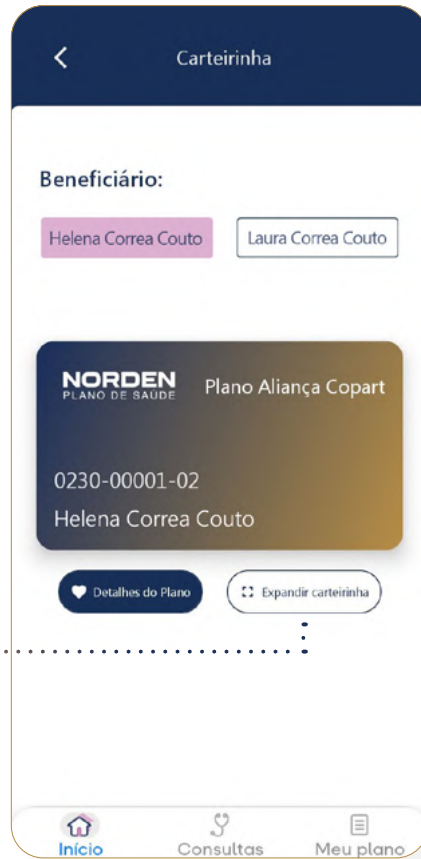 Carteirinha
Beneficiário:
Helena Correa Couto Laura Correa Couto
NORDEN
PLANO DE SAÚDE
Plano Aliança Copart
0230-00001-02
Helena Correa Couto
Detalhes do Plano Expandir carteirinha
Início Consultas Meu plano